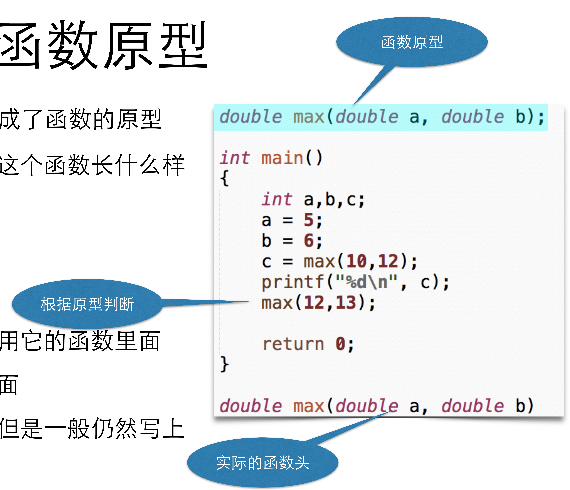 函数原型
函数原型
成了函数的原型
这个函数长什么样
double max(double a, double b);
int main()
{
int a,b,c;
a = 5;
b = 6;
c = max(10,12);
printf("%d\n", c);
max(12,13);
return 0;
}
double max(double a, double b)
根据原型判断
用它的函数里面
面
但是一般仍然写上
实际的函数头